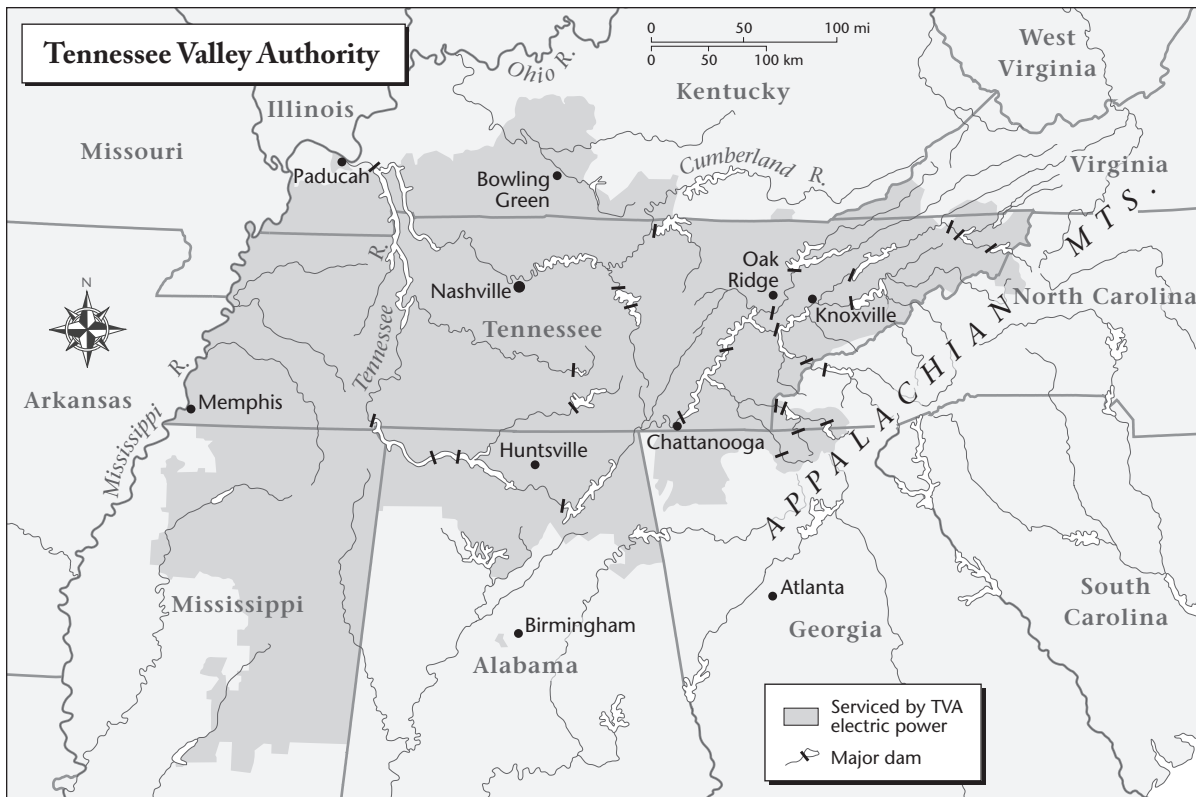 Tennessee Valley Authority
0 50 100 mi
0 50 100 km
West
Virginia
Ohio R.
Kentucky
Illinois
Missouri
Virginia
Paducah
Bowling
Green
Cumberland R.
APPALACHIAN MTS.
N
Oak
Ridge
Nashville
Knoxville
North Carolina
Tennessee
Tennessee R.
Arkansas
Memphis
Mississippi R.
Chattanooga
Huntsville
Mississippi
Atlanta
South
Carolina
Birmingham
Georgia
Alabama
Serviced by TVA
electric power
Major dam